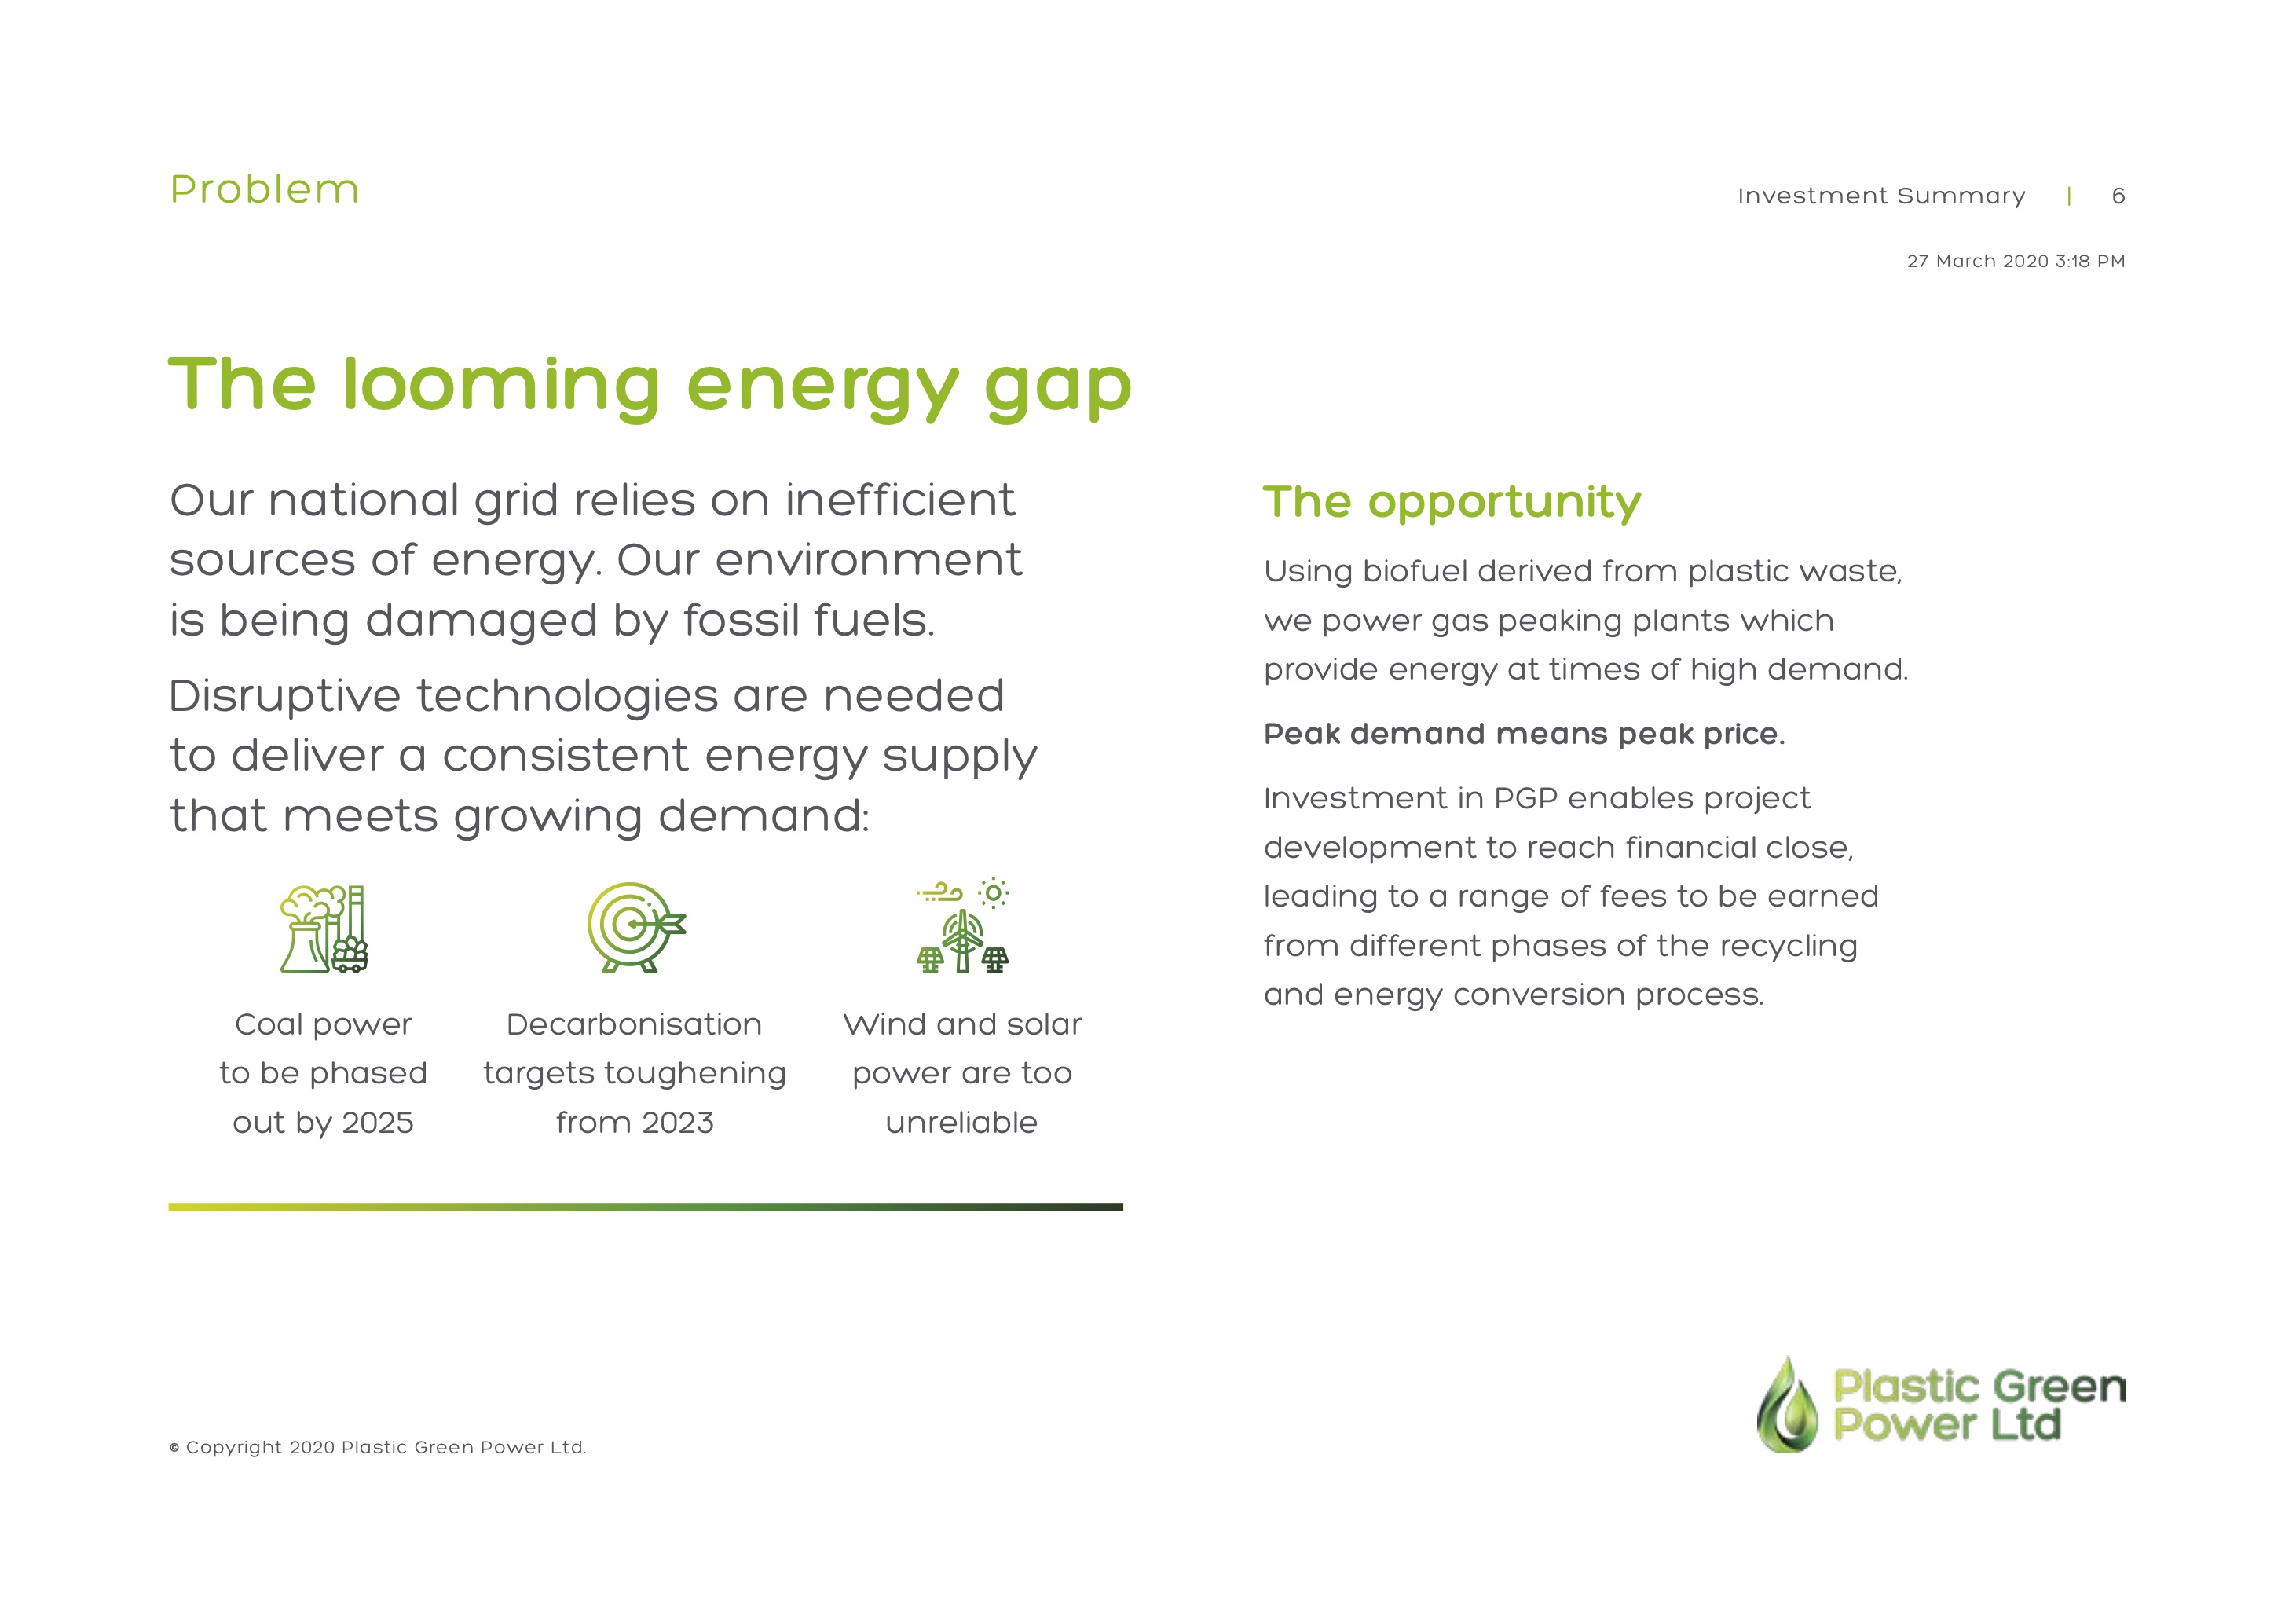 Problem
Investment Summary | 6
27 March 2020 3:18 PM
The looming energy gap
Our national grid relies on inefficient
sources of energy. Our environment
is being damaged by fossil fuels.
Disruptive technologies are needed
to deliver a consistent energy supply
that meets growing demand:
Coal power
to be phased
out by 2025
Decarbonisation
targets toughening
from 2023
Wind and solar
power are too
unreliable
The opportunity
Using biofuel derived from plastic waste,
we power gas peaking plants which
provide energy at times of high demand.
Peak demand means peak price.
Investment in PGP enables project
development to reach financial close,
leading to a range of fees to be earned
from different phases of the recycling
and energy conversion process.
© Copyright 2020 Plastic Green Power Ltd.
Plastic Green
Power Ltd